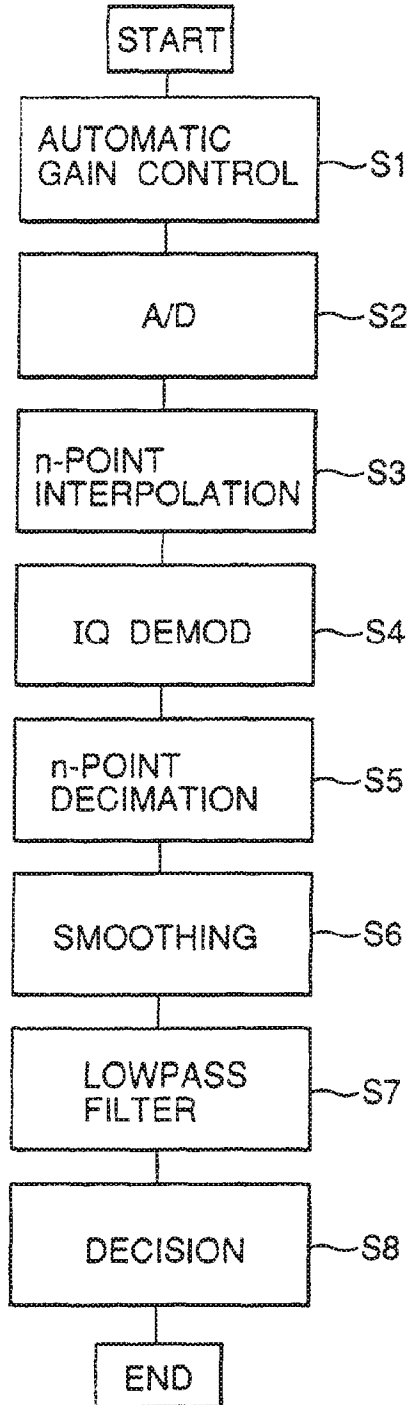 START
AUTOMATIC
GAIN CONTROL
S1
A/D
S2
n-POINT
INTERPOLATION
S3
IQ DEMOD
S4
n-POINT
DECIMATION
S5
SMOOTHING
S6
LOWPASS
FILTER
S7
DECISION
S8
END